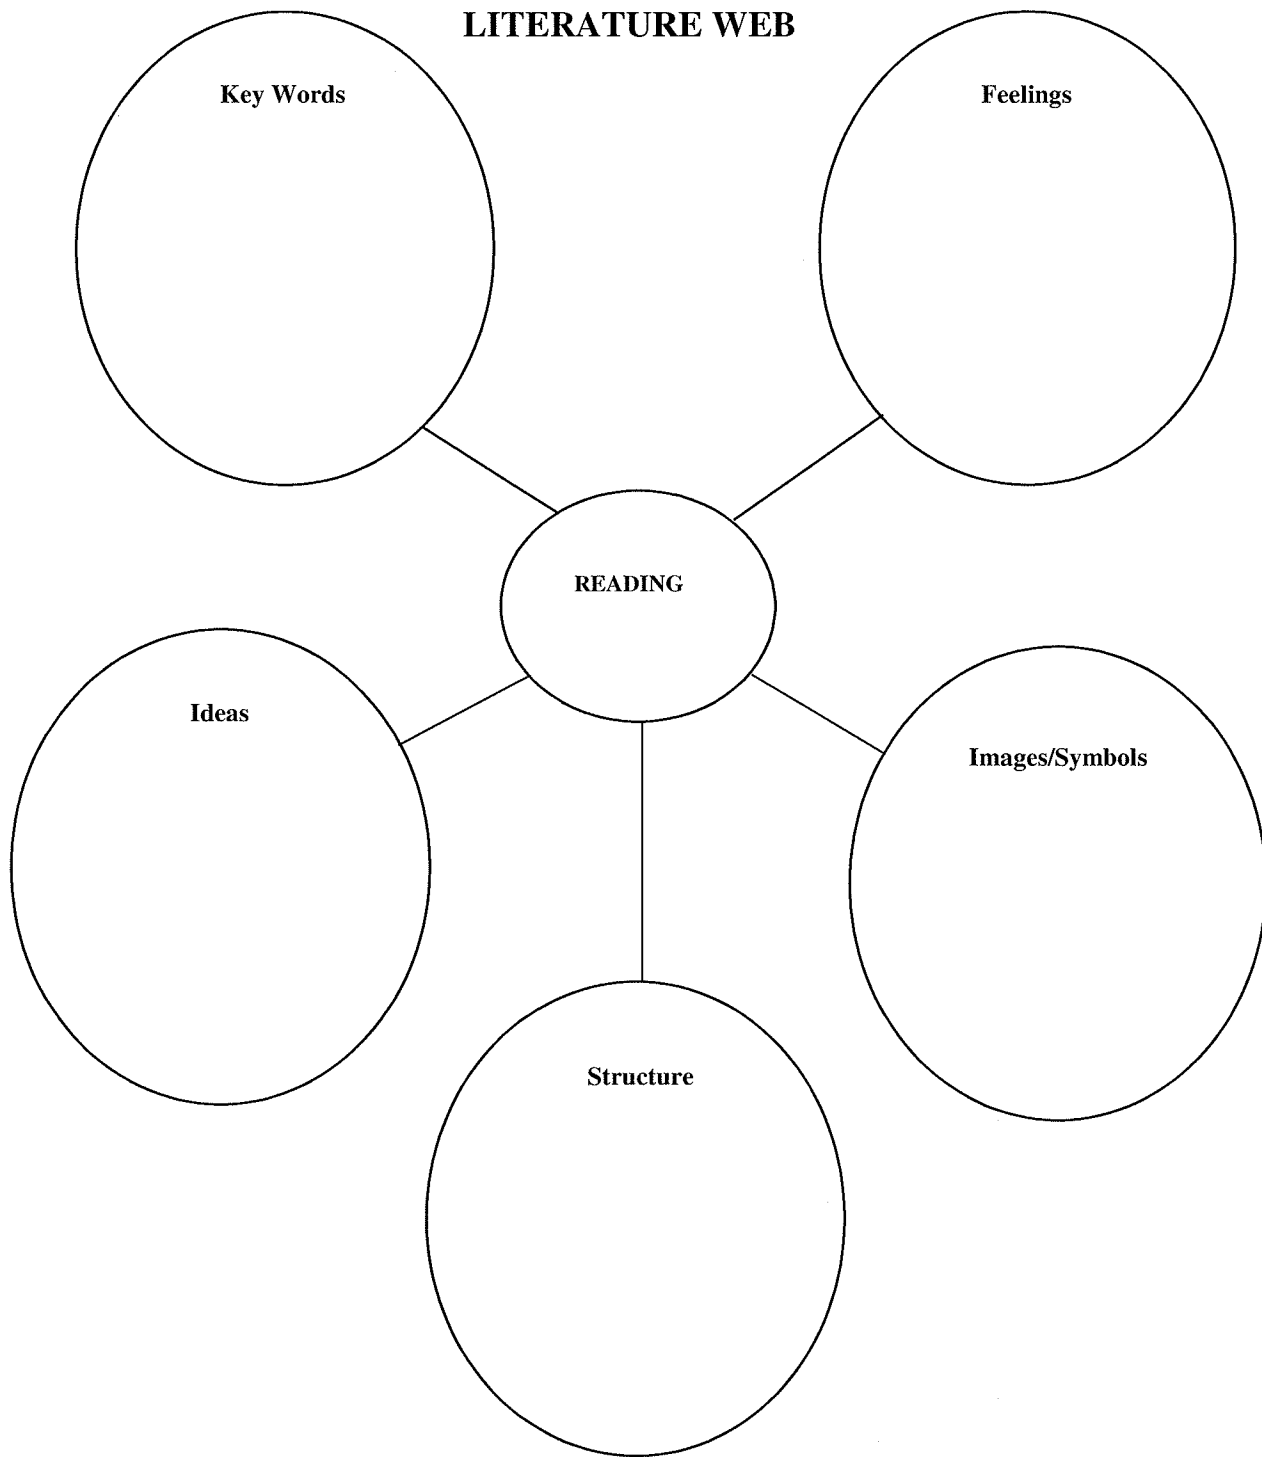 LITERATURE WEB
Key Words
Feelings
READING
Ideas
Images/Symbols
Structure